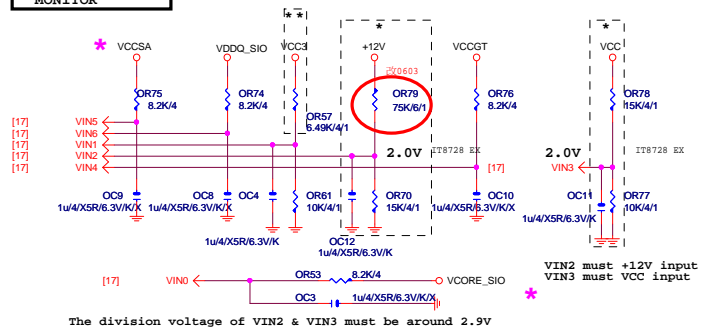 MONITOR
* *
*
*
*
VCCSA
VDDQ_SIO
VCC3
+12V
VCCGT
VCC
0603
OR75
8.2K/4
OR74
8.2K/4
OR57
6.49K/4/1
OR79
75K/6/1
OR76
8.2K/4
OR78
15K/4/1
[17] VIN5
[17] VIN6
[17] VIN1
[17] VIN2
[17] VIN4
2.0V
IT8728 EX
[17]
2.0V
VIN3
IT8728 EX
OC9
1u/4/X5R/6.3V/K/X
OC8
1u/4/X5R/6.3V/K/X
OC4
1u/4/X5R/6.3V/K
OR61
10K/4/1
OC12
1u/4/X5R/6.3V/K
OR70
15K/4/1
OC10
1u/4/X5R/6.3V/K/X
OC11
1u/4/X5R/6.3V/K
OR77
10K/4/1
VIN2 must +12V input
VIN3 must VCC input
[17] VIN0
OR53 8.2K/4
VCORE_SIO
OC3 1u/4/X5R/6.3V/K/X
*
The division voltage of VIN2 & VIN3 must be around 2.9V